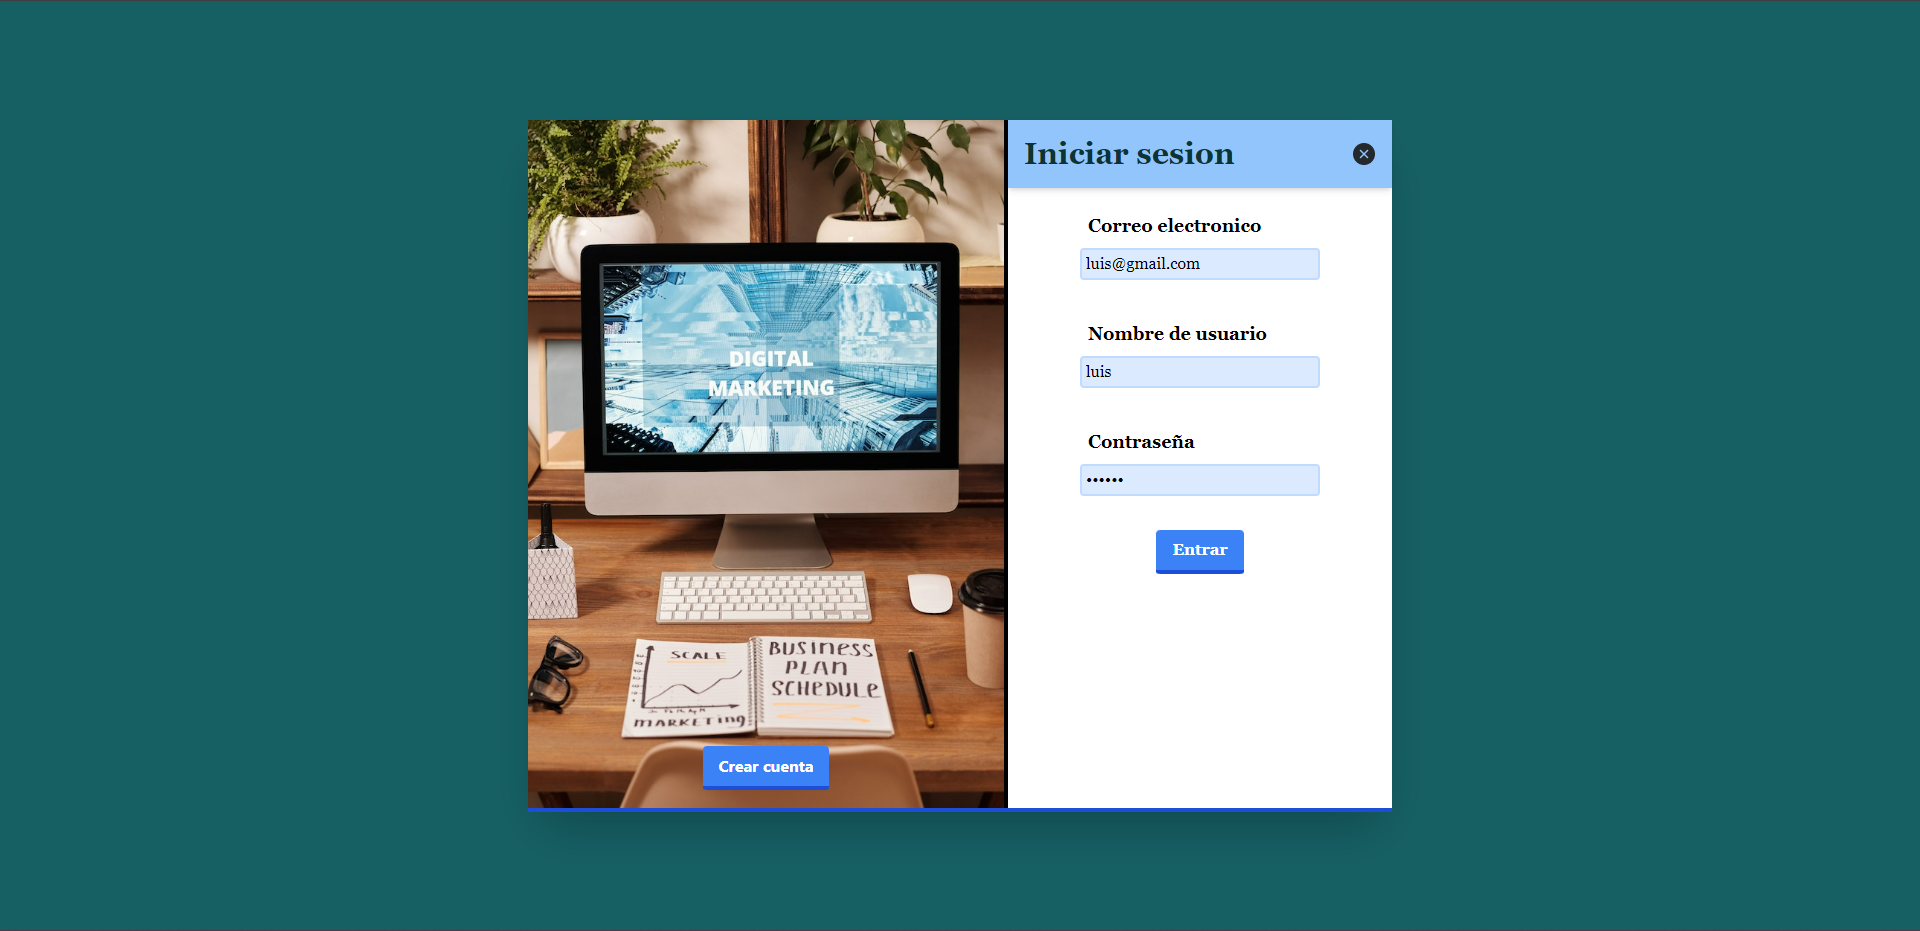 DIGITAL
MARKETING
SCALE
MARKETING
BUSINESS
PLAN
SCHEDULE
Crear cuenta
Iniciar sesion
Correo electronico
luis@gmail.com
Nombre de usuario
luis
Contraseña
••••••
Entrar